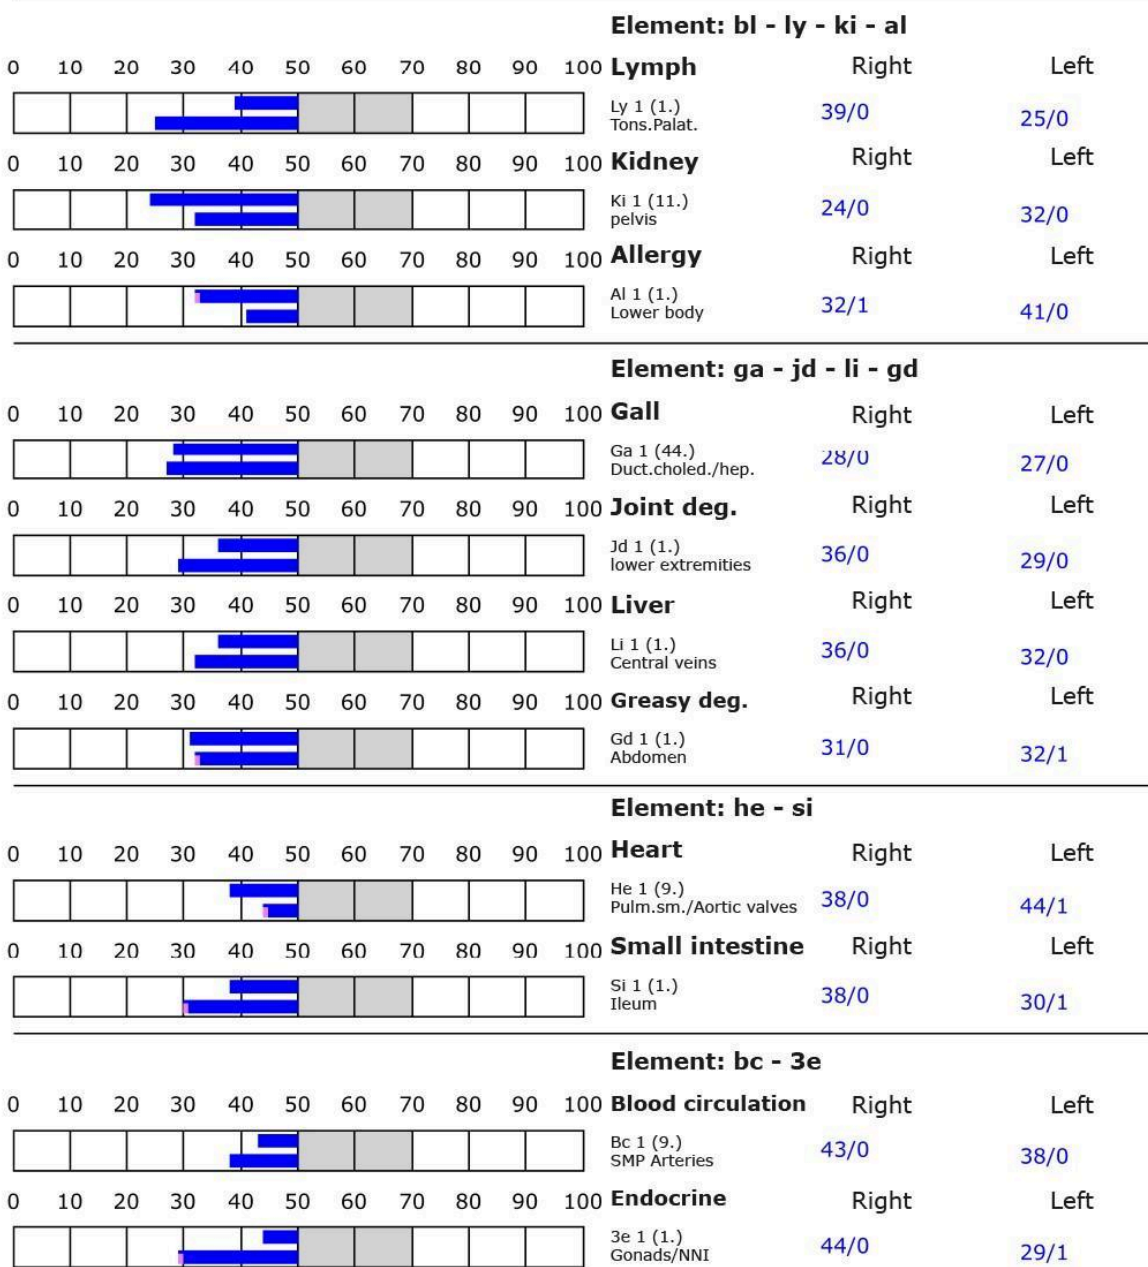 Element: bl - ly - ki - al
0 10 20 30 40 50 60 70 80 90 100 Lymph Right Left
Ly 1 (1.) 39/0 25/0
Tons.Palat.
0 10 20 30 40 50 60 70 80 90 100 Kidney Right Left
Ki 1 (11.) 24/0 32/0
pelvis
0 10 20 30 40 50 60 70 80 90 100 Allergy Right Left
Al 1 (1.) 32/1 41/0
Lower body
Element: ga - jd - li - gd
0 10 20 30 40 50 60 70 80 90 100 Gall Right Left
Ga 1 (44.) 28/0 27/0
Duct.choled./hep.
0 10 20 30 40 50 60 70 80 90 100 Joint deg. Right Left
Jd 1 (1.) 36/0 29/0
lower extremities
0 10 20 30 40 50 60 70 80 90 100 Liver Right Left
Li 1 (1.) 36/0 32/0
Central veins
0 10 20 30 40 50 60 70 80 90 100 Greasy deg. Right Left
Gd 1 (1.) 31/0 32/1
Abdomen
Element: he - si
0 10 20 30 40 50 60 70 80 90 100 Heart Right Left
He 1 (9.) 38/0 44/1
Pulm.sm./Aortic valves
0 10 20 30 40 50 60 70 80 90 100 Small intestine Right Left
Si 1 (1.) 38/0 30/1
Ileum
Element: bc - 3e
0 10 20 30 40 50 60 70 80 90 100 Blood circulation Right Left
Bc 1 (9.) 43/0 38/0
SMP Arteries
0 10 20 30 40 50 60 70 80 90 100 Endocrine Right Left
3e 1 (1.) 44/0 29/1
Gonads/NNI